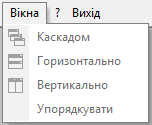 Вікна ? Вихід
Каскадом
Горизонтально
Вертикально
Упорядкувати